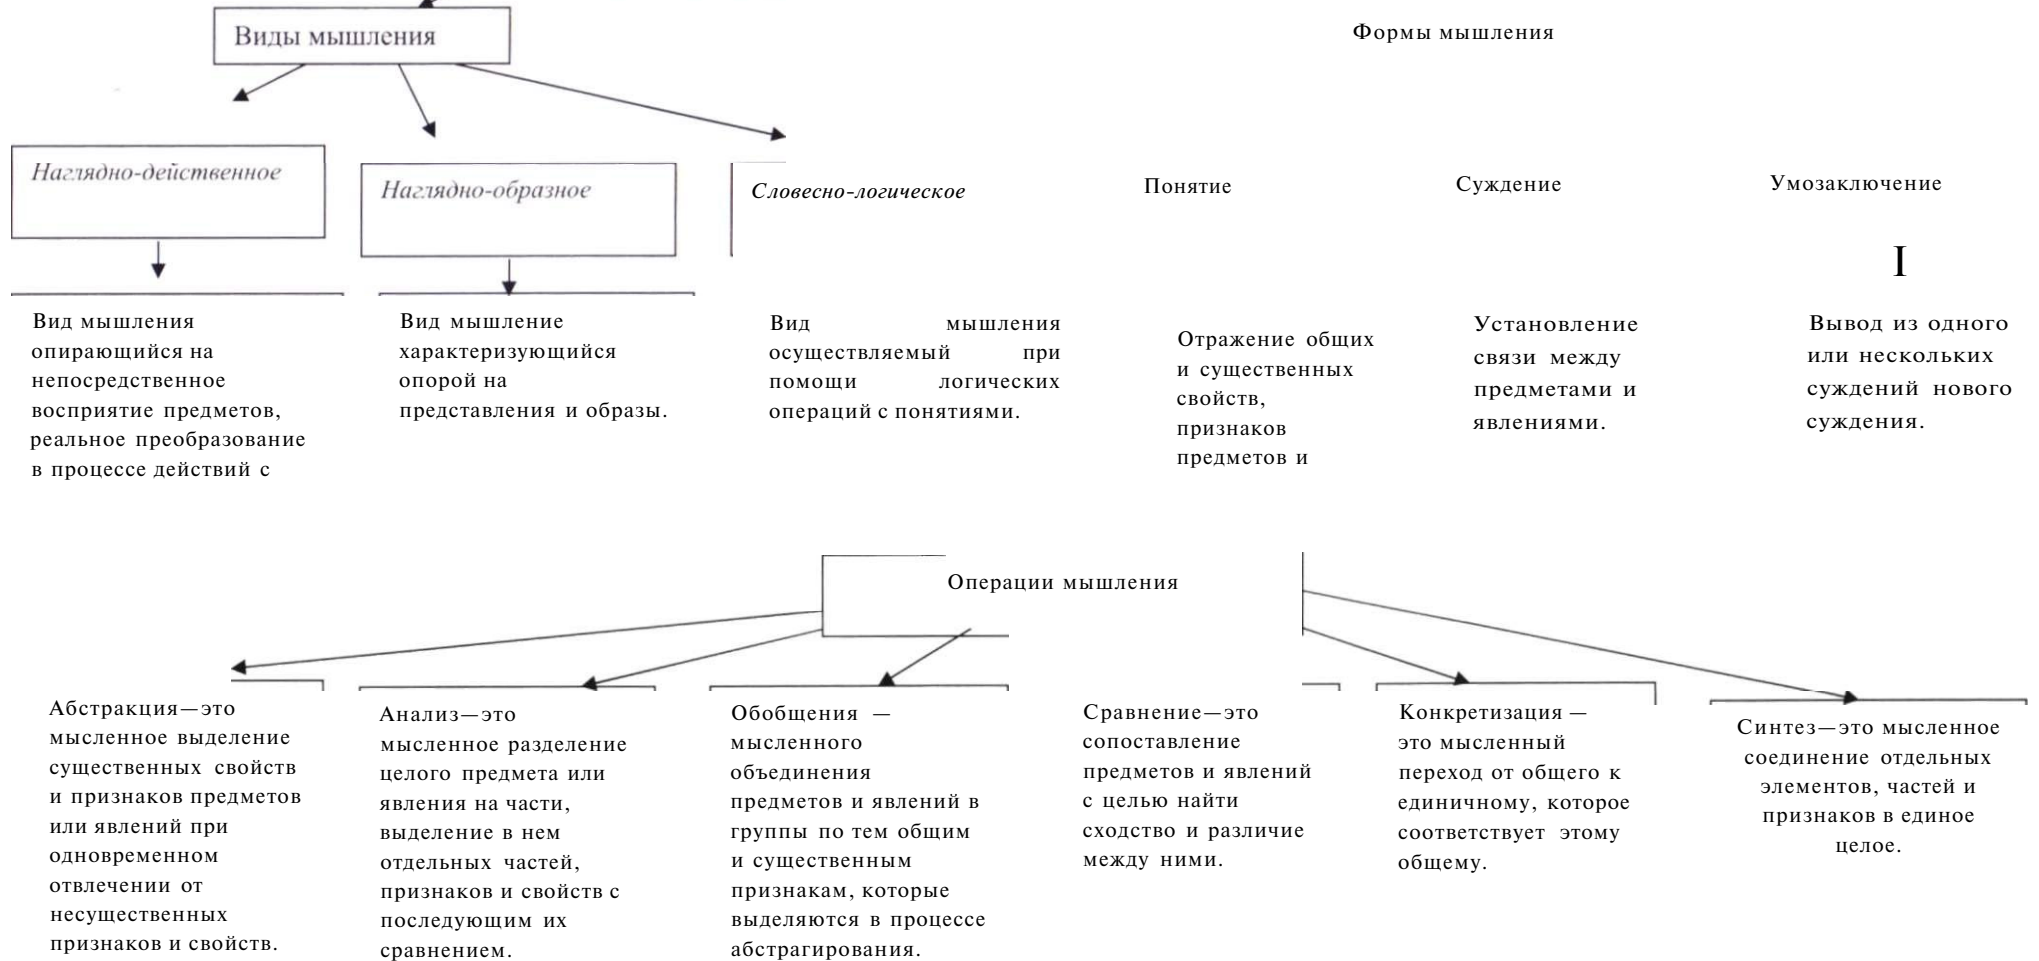 Виды мышления
Формы мышления
Наглядно-действенное
Наглядно-образное
Словесно-логическое
Понятие
Суждение
Умозаключение
I
Вид мышления
опирающийся на
непосредственное
восприятие предметов,
реальное преобразование
в процессе действий с
Вид мышление
характеризующийся
опорой на
представления и образы.
Вид мышления
осуществляемый при
помощи логических
операций с понятиями.
Отражение общих
и существенных
свойств,
признаков
предметов и
Установление
связи между
предметами и
явлениями.
Вывод из одного
или нескольких
суждений нового
суждения.
Операции мышления
Абстракция—это
мысленное выделение
существенных свойств
и признаков предметов
или явлений при
одновременном
отвлечении от
несущественных
признаков и свойств.
Анализ—это
мысленное разделение
целого предмета или
явления на части,
выделение в нем
отдельных частей,
признаков и свойств с
последующим их
сравнением.
Обобщения —
мысленного
объединения
предметов и явлений в
группы по тем общим
и существенным
признакам, которые
выделяются в процессе
абстрагирования.
Сравнение—это
сопоставление
предметов и явлений
с целью найти
сходство и различие
между ними.
Конкретизация —
это мысленный
переход от общего к
единичному, которое
соответствует этому
общему.
Синтез—это мысленное
соединение отдельных
элементов, частей и
признаков в единое
целое.